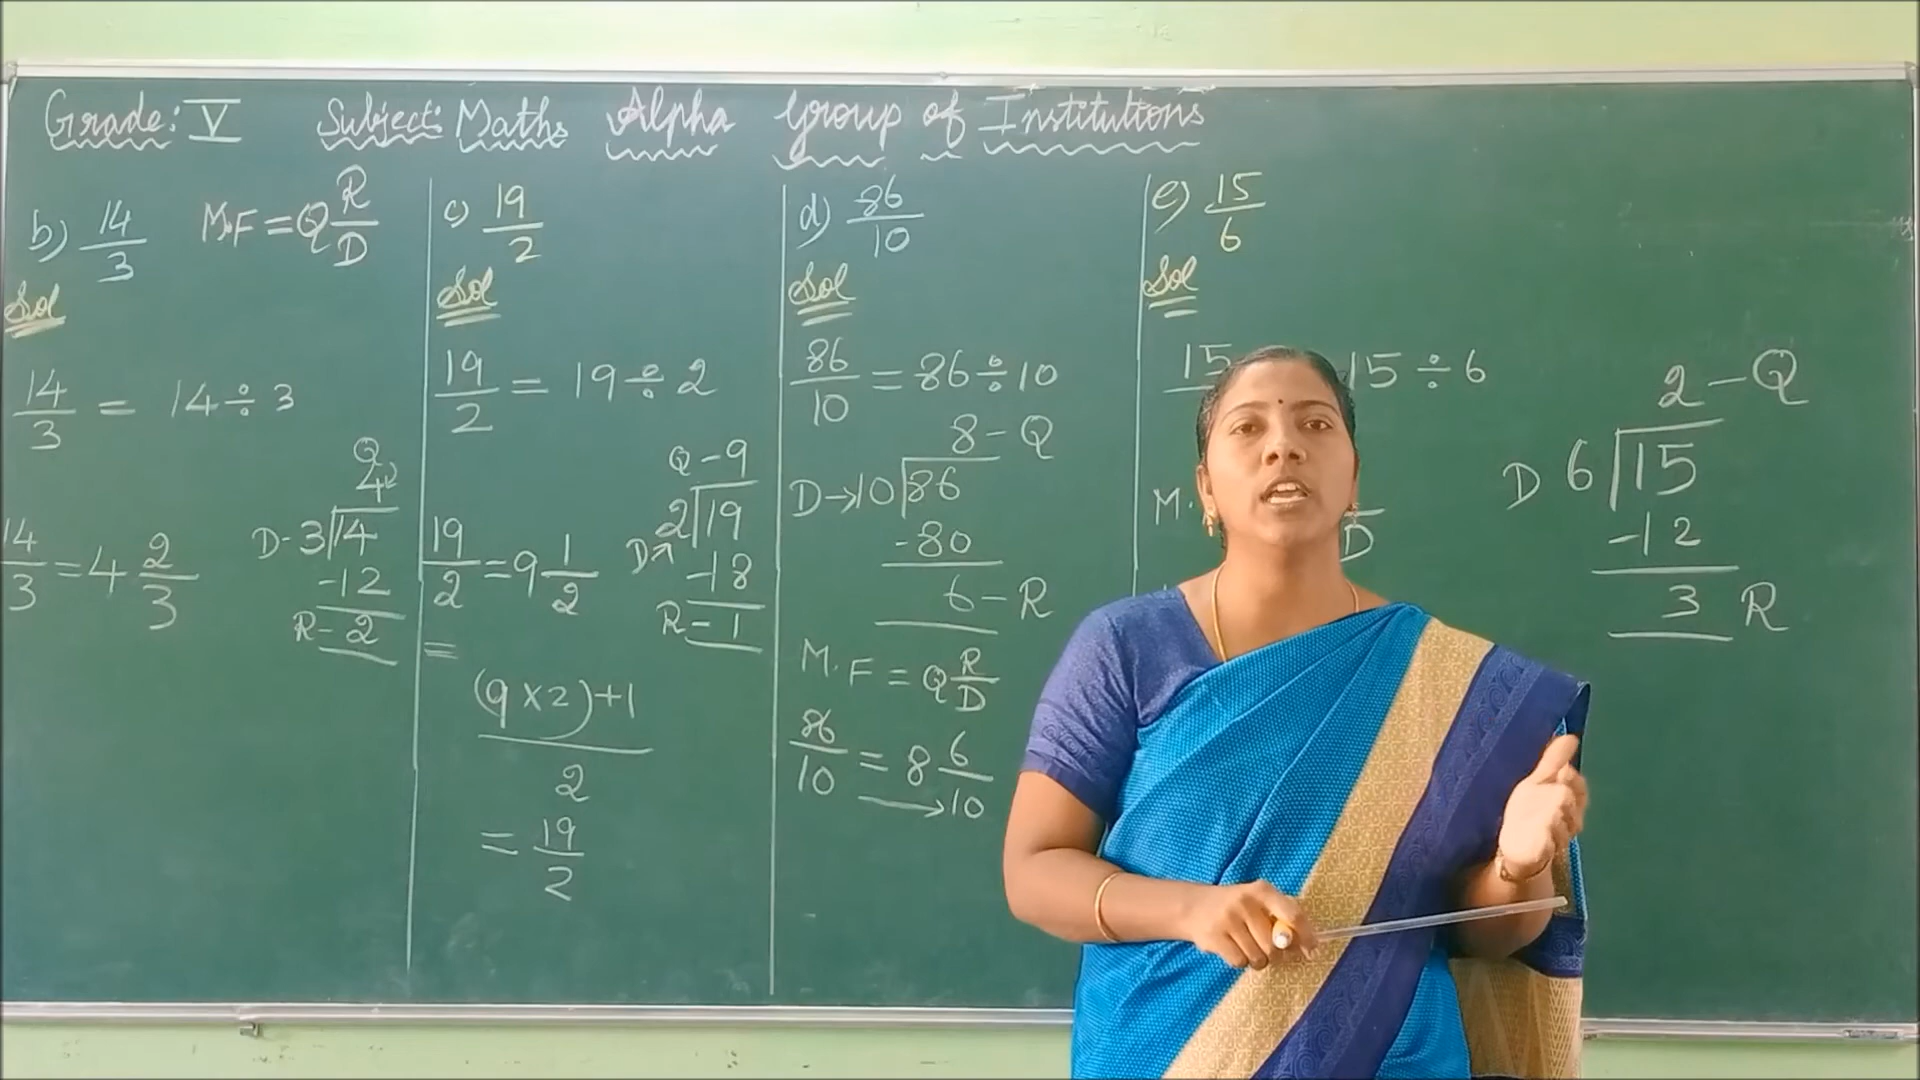 Grade: V Subject: Maths Alpha Group of Institutions
b) 14/3 M.F = Q R/D
Sol
14/3 = 14 ÷ 3
Q
4
D - 3 14
-12
R - 2
14/3 = 4 2/3
c) 19/2
Sol
19/2 = 19 ÷ 2
Q - 9
D 2 19
-18
R - 1
19/2 = 9 1/2
=
(9 x 2) + 1
2
= 19/2
d) 86/10
Sol
86/10 = 86 ÷ 10
8 - Q
D → 10 86
-80
6 - R
M.F = Q R/D
86/10 = 8 6/10
e) 15/6
Sol
15 15 ÷ 6
M. D
2 - Q
D 6 15
-12
3 R